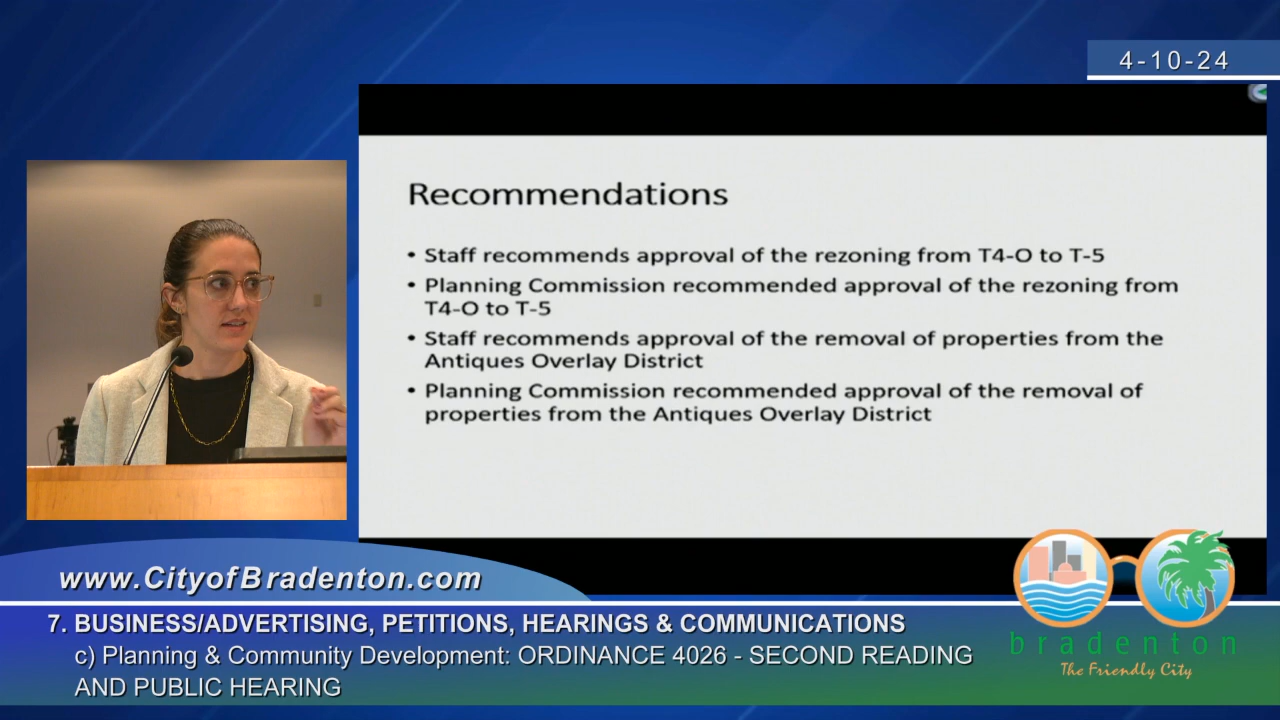 4-10-24
Recommendations
• Staff recommends approval of the rezoning from T4-O to T-5
• Planning Commission recommended approval of the rezoning from
T4-O to T-5
• Staff recommends approval of the removal of properties from the
Antiques Overlay District
• Planning Commission recommended approval of the removal of
properties from the Antiques Overlay District
www.CityofBradenton.com
7. BUSINESS/ADVERTISING, PETITIONS, HEARINGS & COMMUNICATIONS
c) Planning & Community Development: ORDINANCE 4026 - SECOND READING
AND PUBLIC HEARING
bradenton
The Friendly City